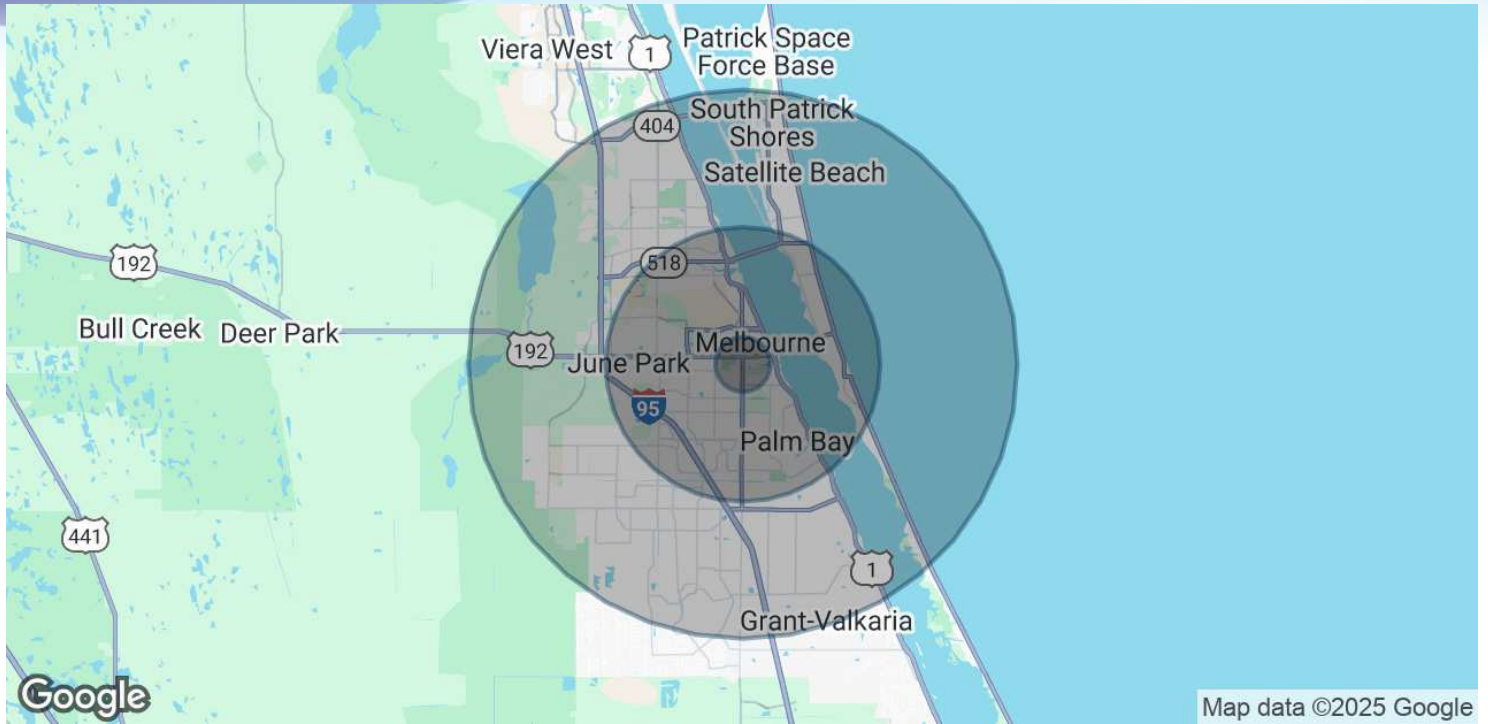 Viera West
1
Patrick Space
Force Base
404
South Patrick
Shores
Satellite Beach
192
518
Bull Creek
Deer Park
192
Melbourne
June Park
95
Palm Bay
441
1
Grant-Valkaria
Google
Map data ©2025 Google